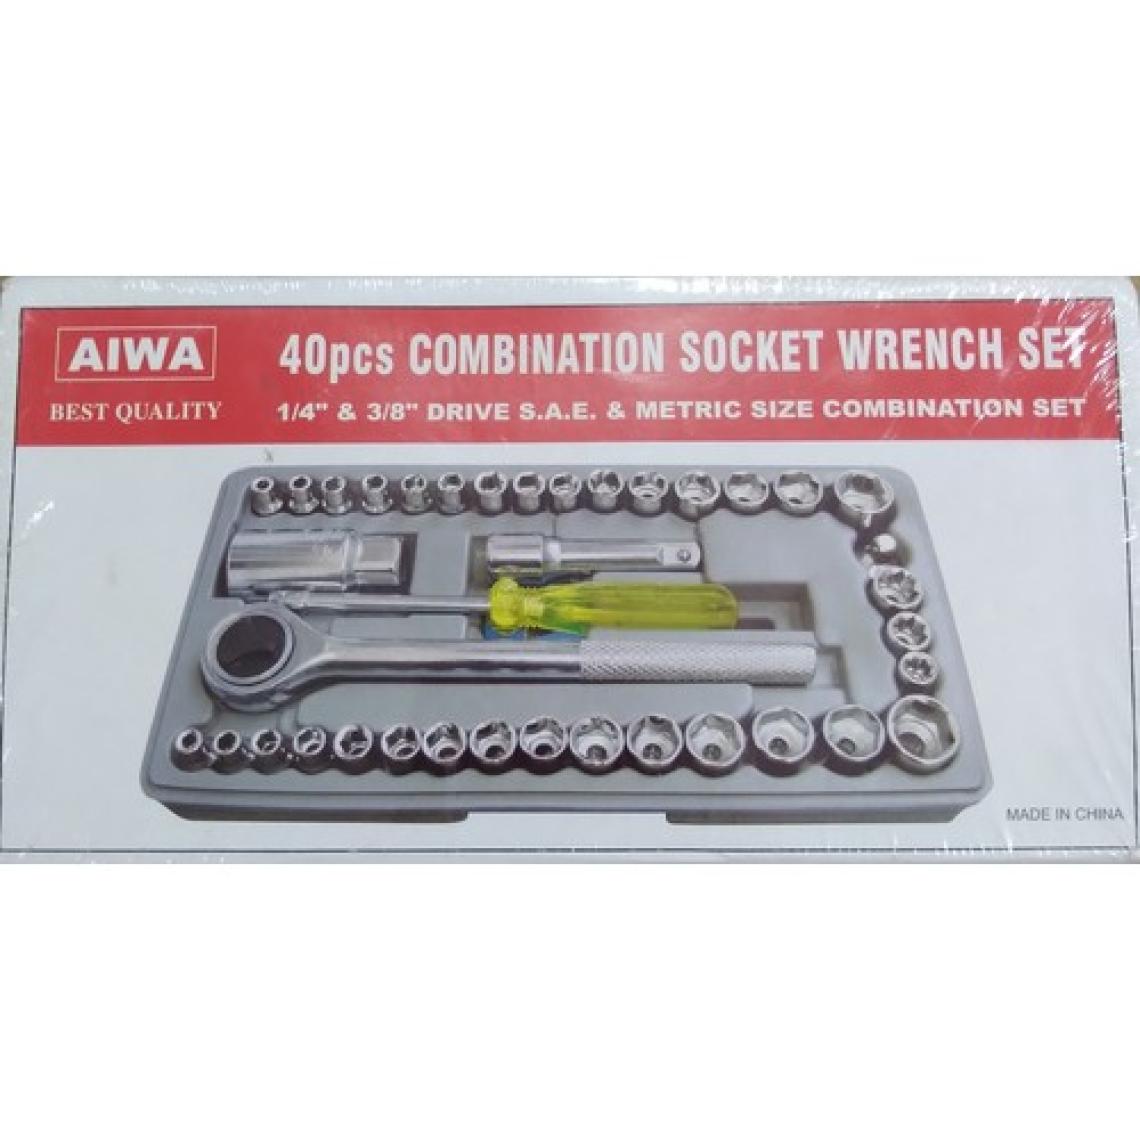 AIWA
BEST QUALITY
40pcs COMBINATION SOCKET WRENCH SET
1/4" & 3/8" DRIVE S.A.E. & METRIC SIZE COMBINATION SET
MADE IN CHINA